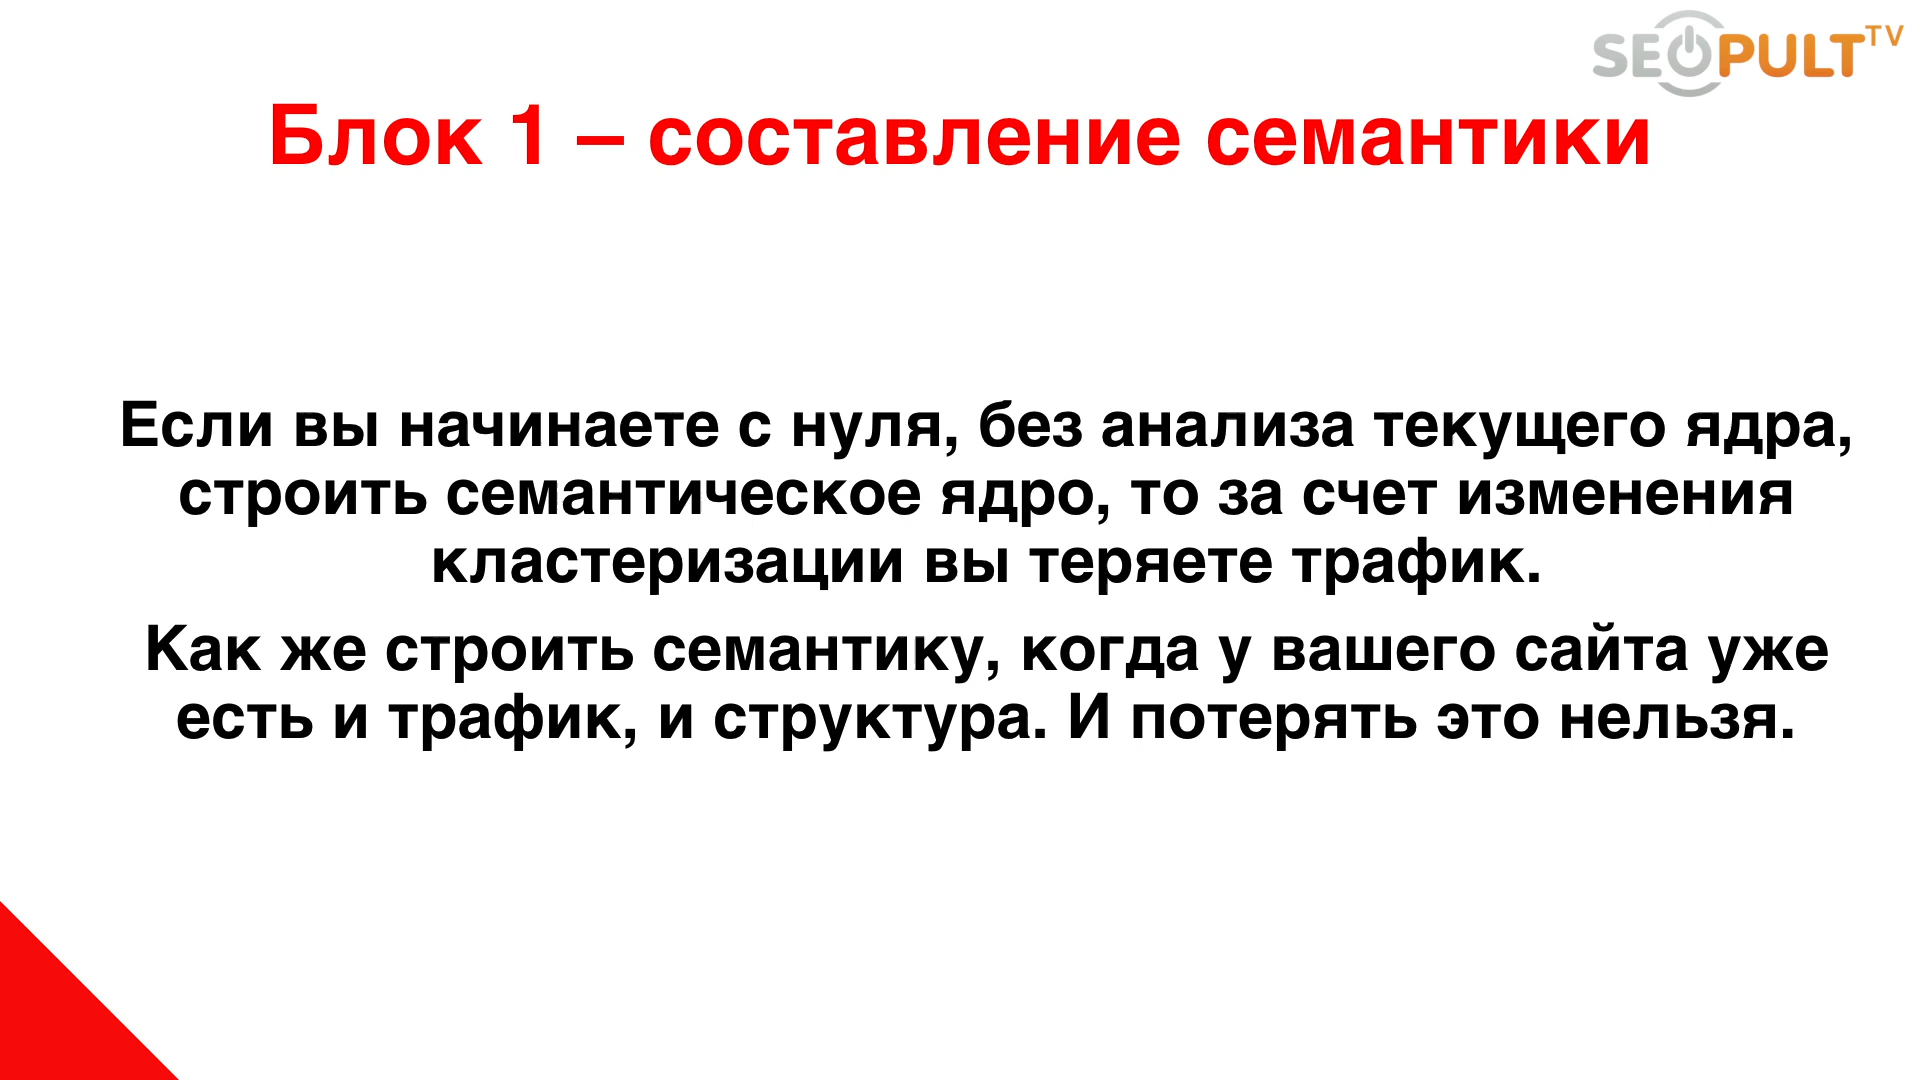 SEOPULT TV
Блок 1 – составление семантики
Если вы начинаете с нуля, без анализа текущего ядра,
строить семантическое ядро, то за счет изменения
кластеризации вы теряете трафик.
Как же строить семантику, когда у вашего сайта уже
есть и трафик, и структура. И потерять это нельзя.